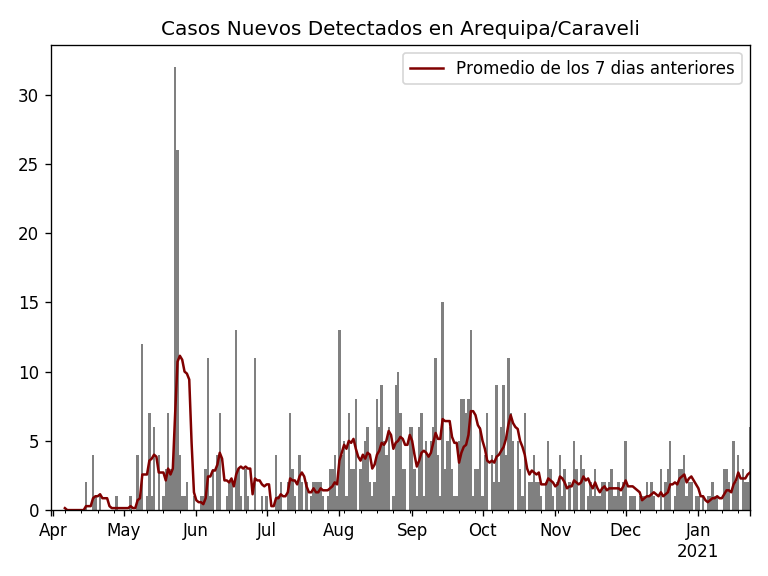 Casos Nuevos Detectados en Arequipa/Caraveli
Promedio de los 7 dias anteriores
30
25
20
15
10
5
0
Apr May Jun Jul Aug Sep Oct Nov Dec Jan
2021